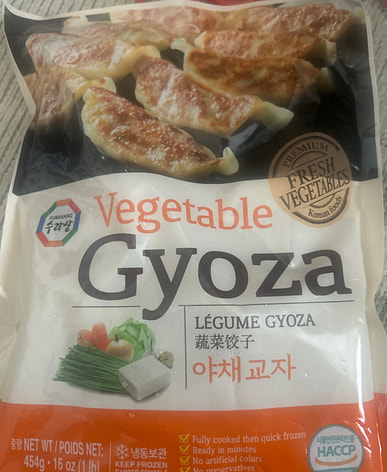 PREMIUM
FRESH
VEGETABLES
Korean foods
SURASANG
수라상
Vegetable
Gyoza
LÉGUME GYOZA
蔬菜饺子
야채교자
중량 NET WT / POIDS NET:
454g · 16 oz (1 lb)
냉동보관
KEEP FROZEN
Fully cooked then quick frozen
Ready in minutes
No artificial colors
No preservatives
HACCP